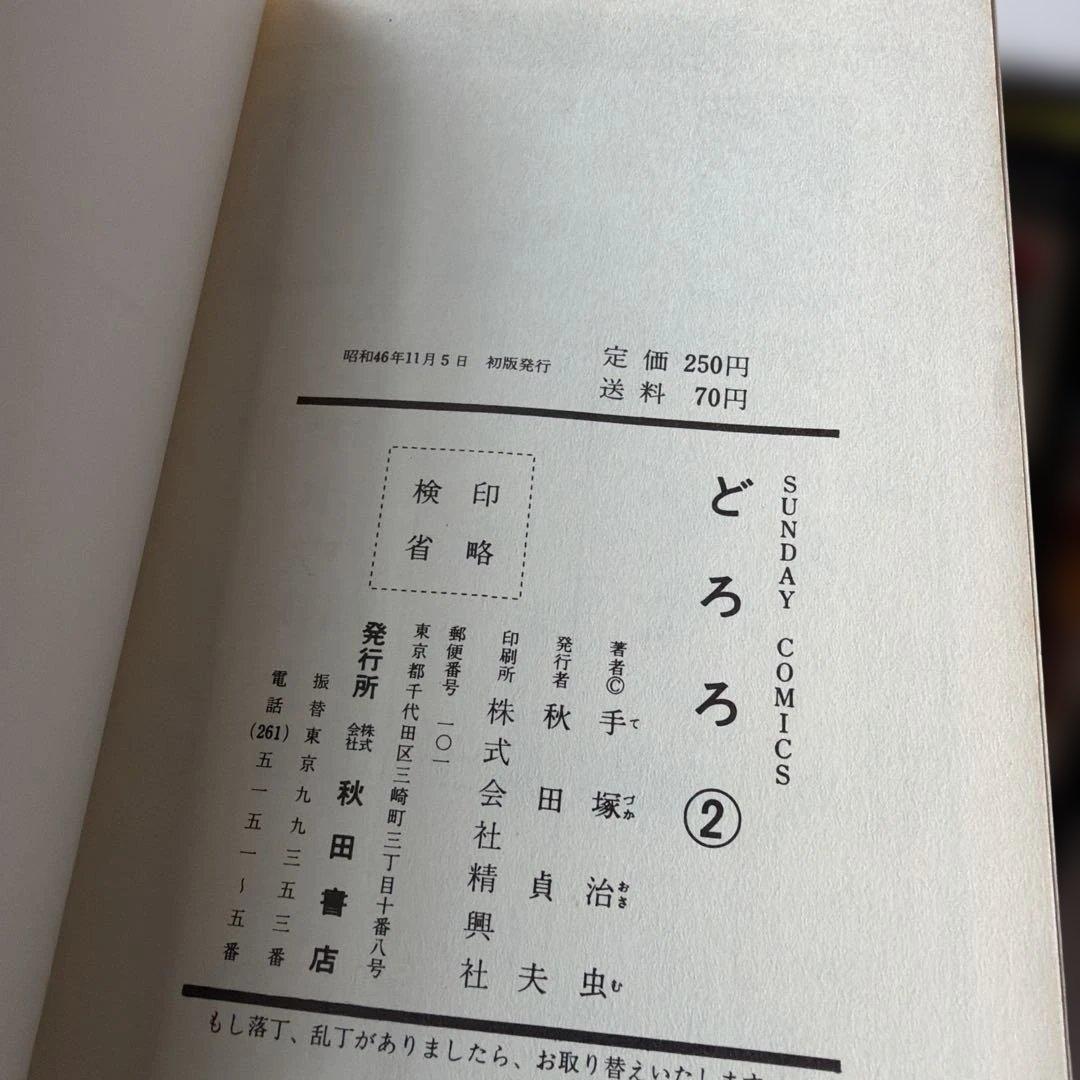 昭和46年11月5日 初版発行
定価 250円
送料 70円
SUNDAY COMICS
どろろ②
著者©手塚治虫
てづかおさむ
発行者 秋田貞夫
印刷所 株式会社精興社
郵便番号 一〇一
東京都千代田区三崎町三丁目十番八号
発行所 株式会社 秋田書店
振替東京九九三五三番
電話(261)五一五一~五番
検印
省略
もし落丁、乱丁がありましたら、お取り替えいたします